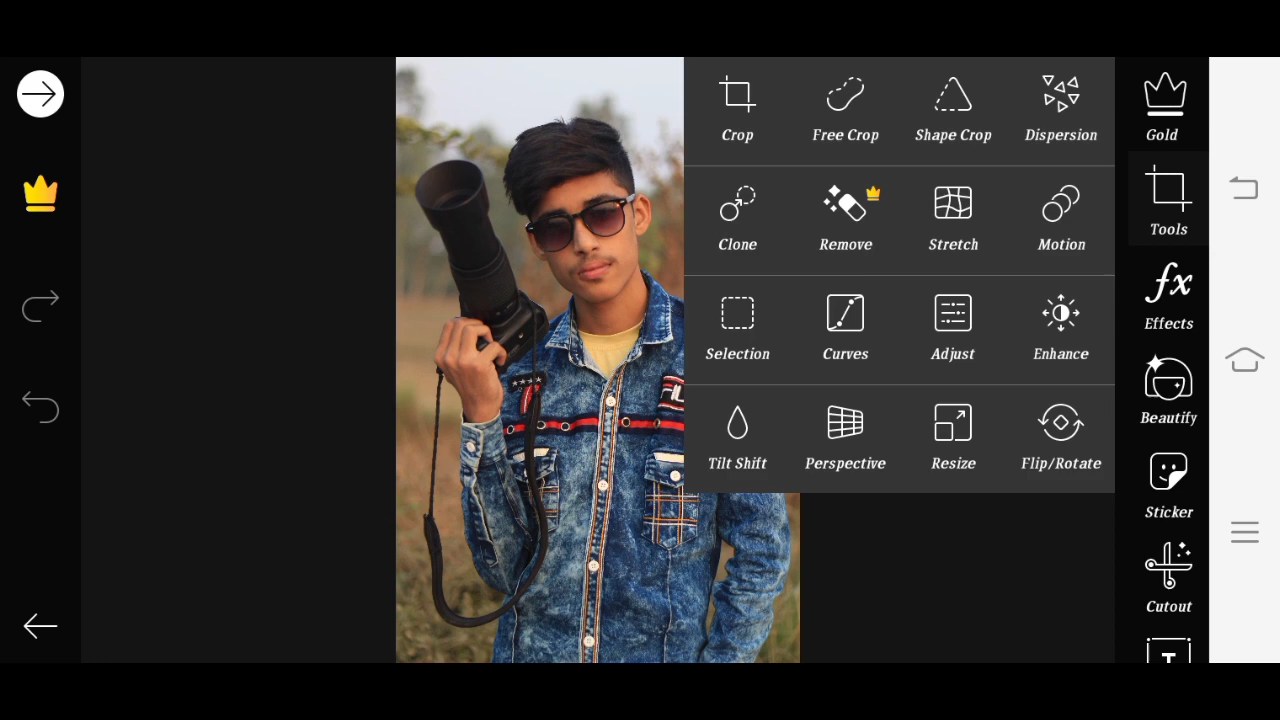 Crop Free Crop Shape Crop Dispersion
Clone Remove Stretch Motion
Selection Curves Adjust Enhance
Tilt Shift Perspective Resize Flip/Rotate
Gold
Tools
fx
Effects
Beautify
Sticker
Cutout
T